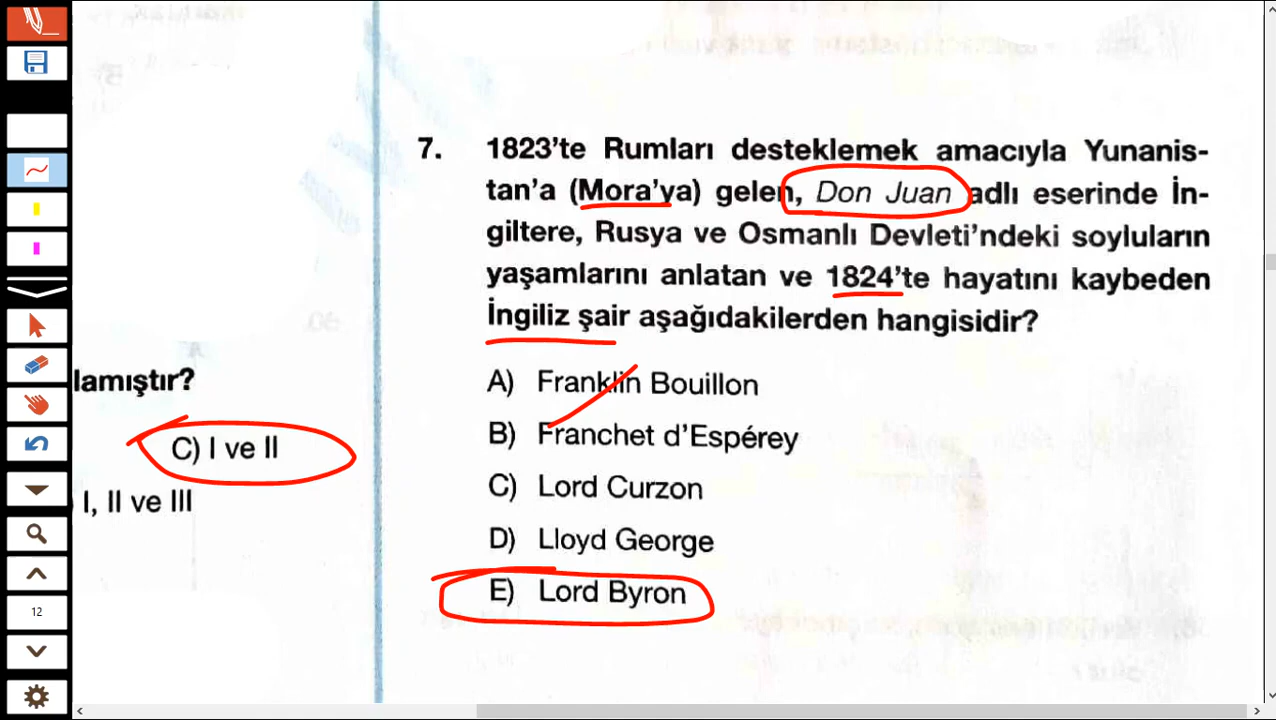 7. 1823'te Rumları desteklemek amacıyla Yunanis-
tan'a (Mora'ya) gelen, Don Juan adlı eserinde İn-
giltere, Rusya ve Osmanlı Devleti'ndeki soyluların
yaşamlarını anlatan ve 1824'te hayatını kaybeden
İngiliz şair aşağıdakilerden hangisidir?
A) Franklin Bouillon
B) Franchet d'Espérey
C) Lord Curzon
D) Lloyd George
E) Lord Byron
lamıştır?
C) I ve II
I, II ve III
12